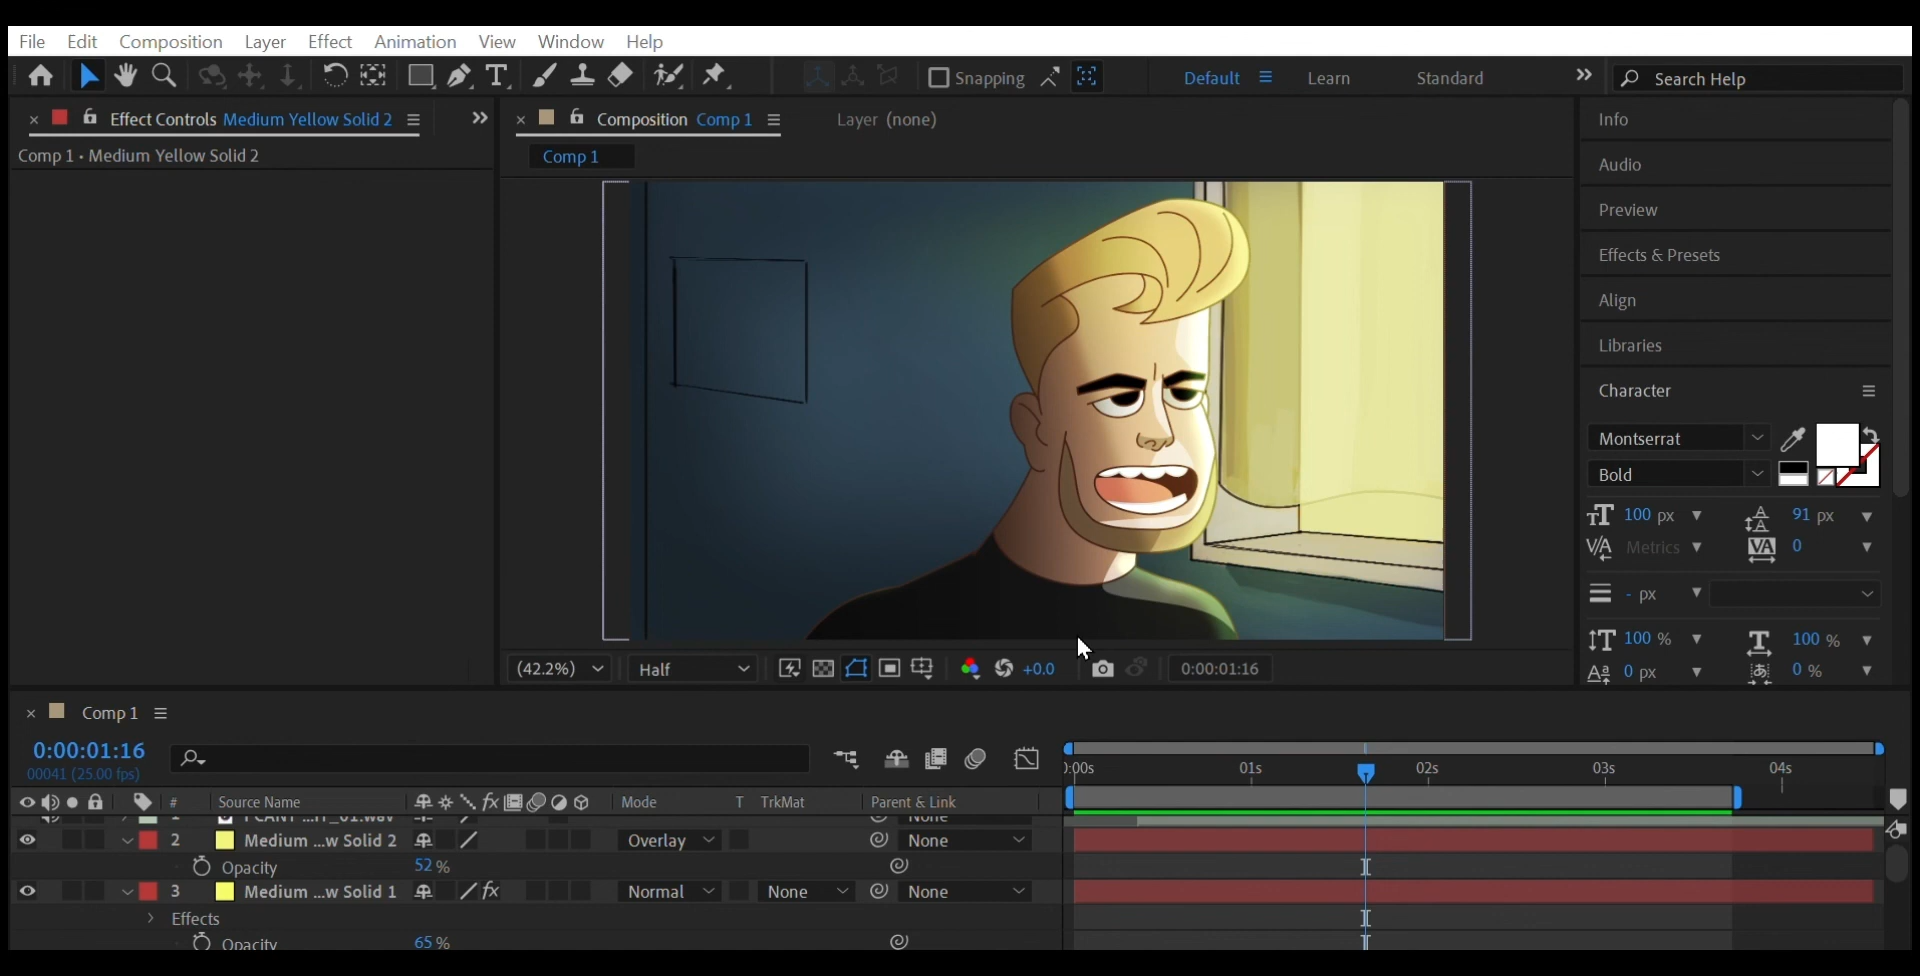 File Edit Composition Layer Effect Animation View Window Help
Snapping Default Learn Standard Search Help
Effect Controls Medium Yellow Solid 2 Composition Comp 1 Layer (none) Info
Comp 1 • Medium Yellow Solid 2 Comp 1 Audio
Preview
Effects & Presets
Align
Libraries
Character
Montserrat
Bold
100 px 91 px
Metrics 0
- px
100 % 100 %
(42.2%) Half +0.0 0:00:01:16 0 px 0 %
Comp 1
0:00:01:16
00041 (25.00 fps) :00s 01s 02s 03s 04s
# Source Name fx Mode T TrkMat Parent & Link
None
2 Medium ...w Solid 2 Overlay None
Opacity 52 %
3 Medium ...w Solid 1 fx Normal None None
Effects
Opacity 65 %